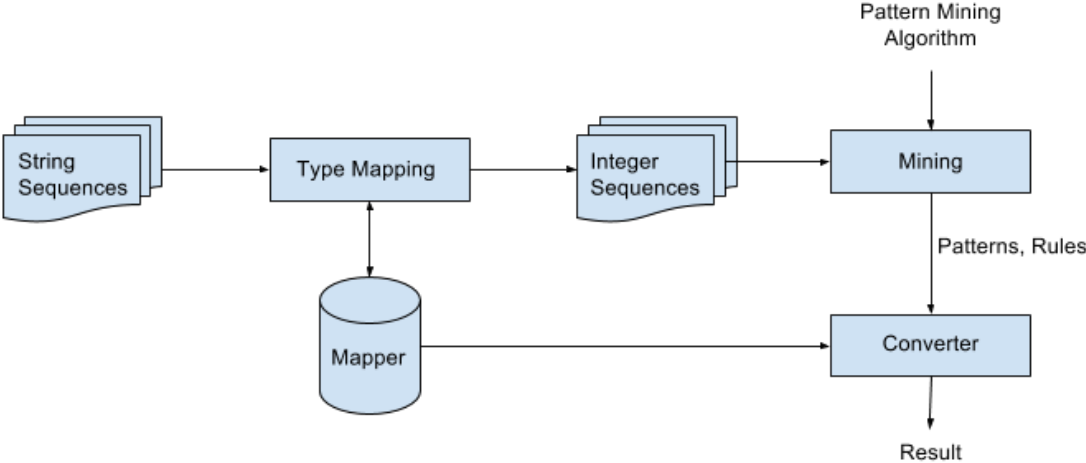 Pattern Mining
Algorithm
String
Sequences
Type Mapping
Integer
Sequences
Mining
Patterns, Rules
Mapper
Converter
Result